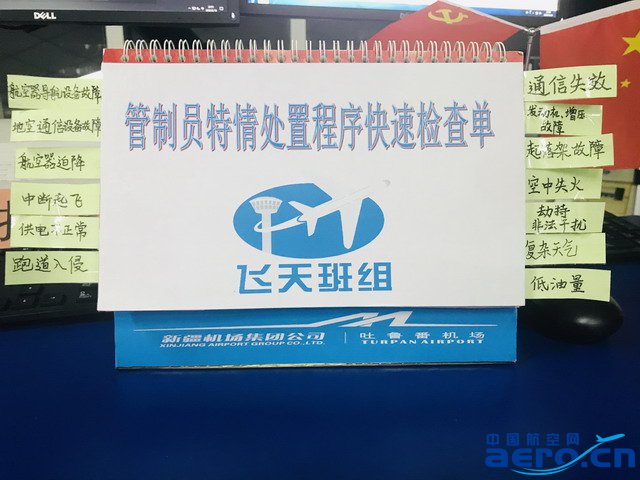 DELL
管制员特情处置程序快速检查单
飞天班组
航空器导航设备故障
地空通信设备故障
航空器迫降
中断起飞
供电不正常
跑道入侵
通信失效
发动机、增压
故障
起落架故障
空中失火
劫持
非法干扰
复杂天气
低油量
新疆机场集团公司
XINJIANG AIRPORT GROUP CO.,LTD.
吐鲁番机场
TURPAN AIRPORT
中国航空网
aero.cn